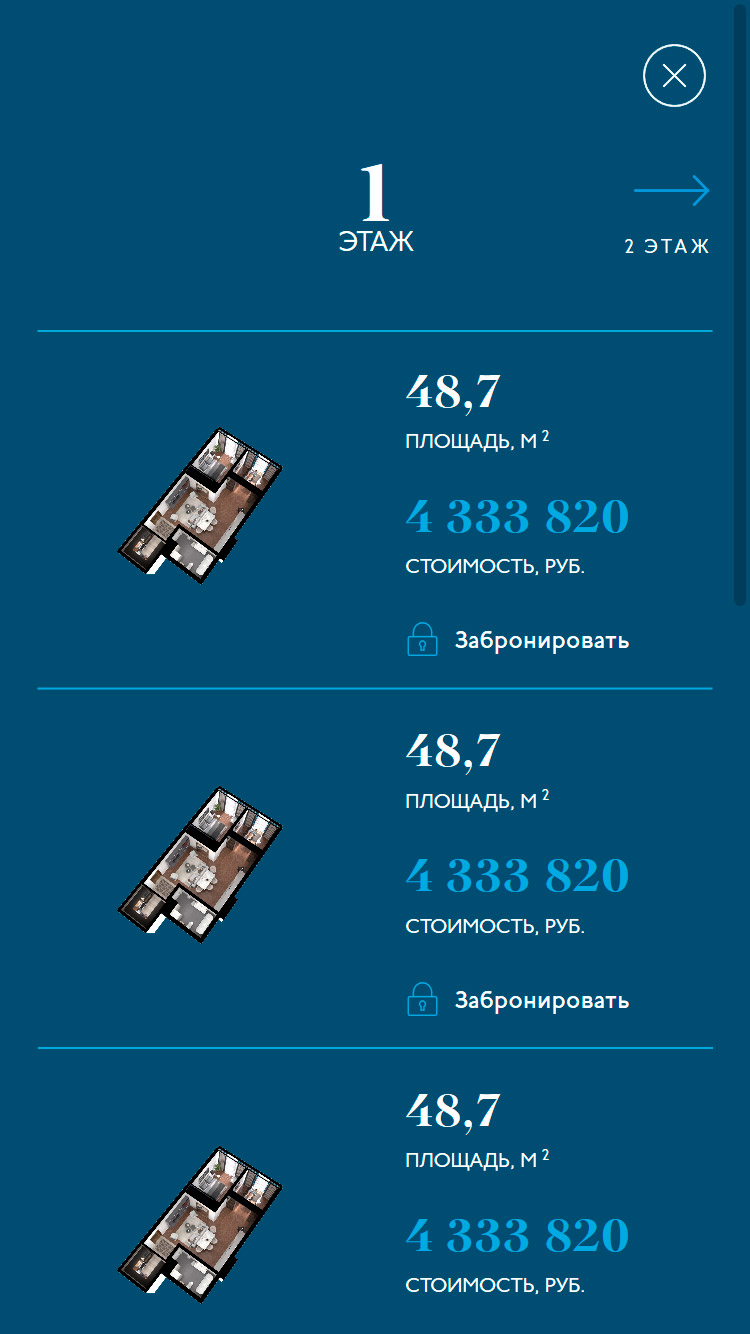 1
ЭТАЖ
2 ЭТАЖ
48,7
ПЛОЩАДЬ, М 2
4 333 820
СТОИМОСТЬ, РУБ.
Забронировать
48,7
ПЛОЩАДЬ, М 2
4 333 820
СТОИМОСТЬ, РУБ.
Забронировать
48,7
ПЛОЩАДЬ, М 2
4 333 820
СТОИМОСТЬ, РУБ.